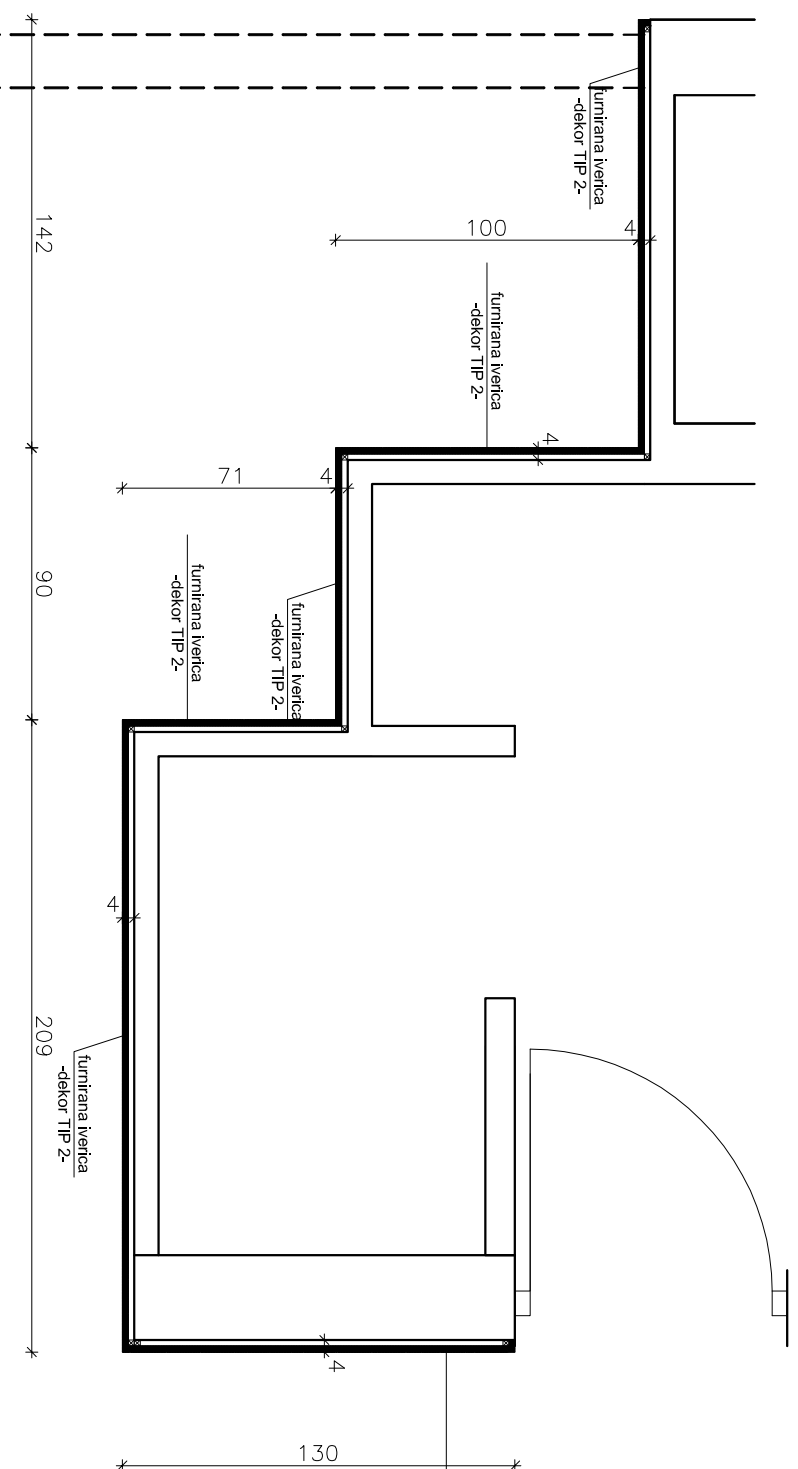 furnirana iverica
-dekor TIP 2-
142
100
4
furnirana iverica
-dekor TIP 2-
4
71
4
90
furnirana iverica
-dekor TIP 2-
furnirana iverica
-dekor TIP 2-
4
209
furnirana iverica
-dekor TIP 2-
4
130